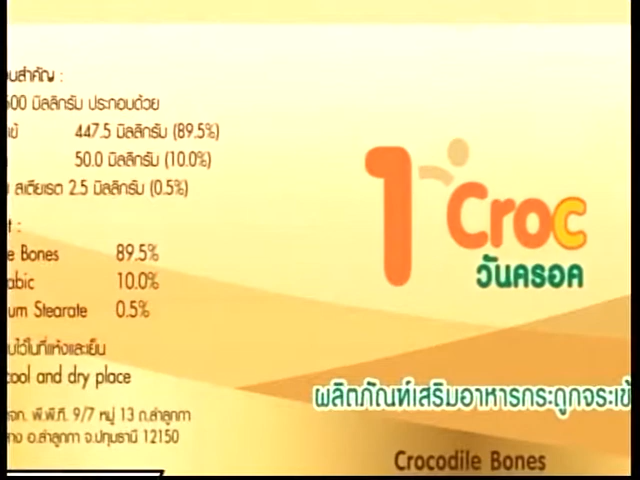 นสำคัญ :
500 มิลลิกรัม ประกอบด้วย
447.5 มิลลิกรัม (89.5%)
50.0 มิลลิกรัม (10.0%)
สเตียเรต 2.5 มิลลิกรัม (0.5%)
e Bones 89.5%
abic 10.0%
um Stearate 0.5%
บไว้ในที่แห้งและเย็น
cool and dry place
จก. พี.พี.ที. 9/7 หมู่ 13 ถ.ลำลูกกา
อ.ลำลูกกา จ.ปทุมธานี 12150
1 Croc
วันครอค
ผลิตภัณฑ์เสริมอาหารกระดูกจระเข้
Crocodile Bones